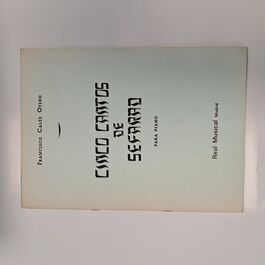 FRANCISCO CALÉS OTERO
CINCO CANTOS
DE
SEFARAD
PARA PIANO
Real Musical Madrid